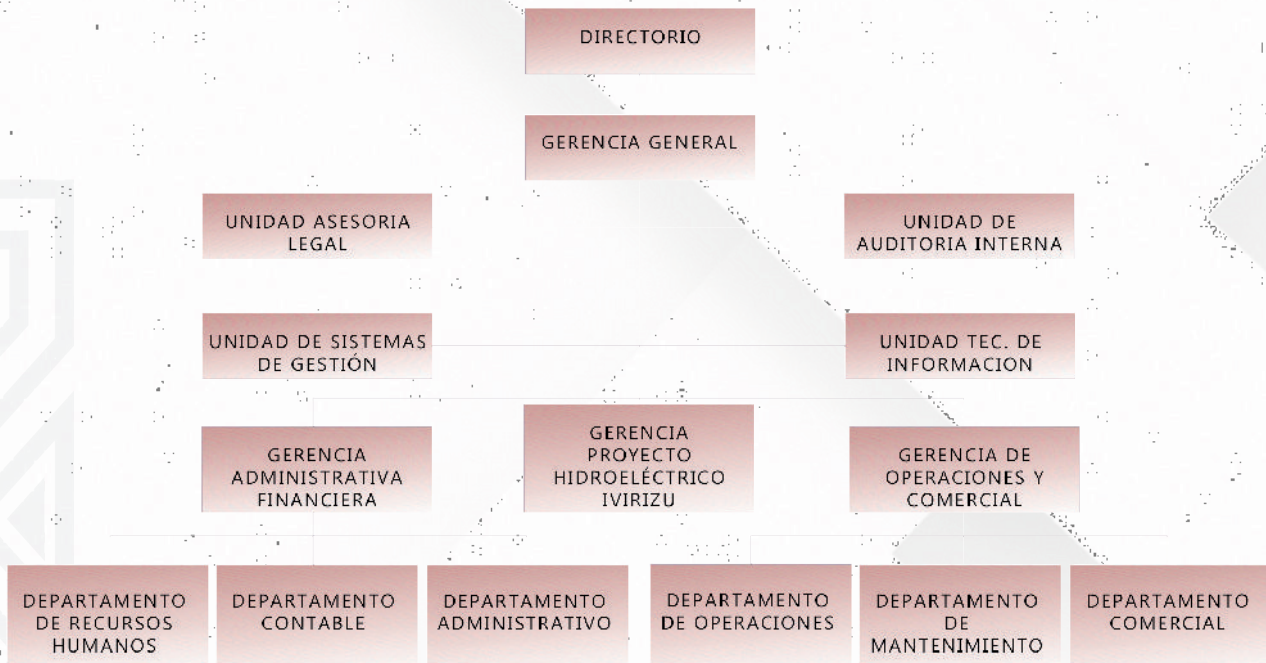 DIRECTORIO
GERENCIA GENERAL
UNIDAD ASESORIA
LEGAL
UNIDAD DE
AUDITORIA INTERNA
UNIDAD DE SISTEMAS
DE GESTIÓN
UNIDAD TEC. DE
INFORMACION
GERENCIA
ADMINISTRATIVA
FINANCIERA
GERENCIA
PROYECTO
HIDROELÉCTRICO
IVIRIZU
GERENCIA DE
OPERACIONES Y
COMERCIAL
DEPARTAMENTO
DE RECURSOS
HUMANOS
DEPARTAMENTO
CONTABLE
DEPARTAMENTO
ADMINISTRATIVO
DEPARTAMENTO
DE OPERACIONES
DEPARTAMENTO
DE
MANTENIMIENTO
DEPARTAMENTO
COMERCIAL